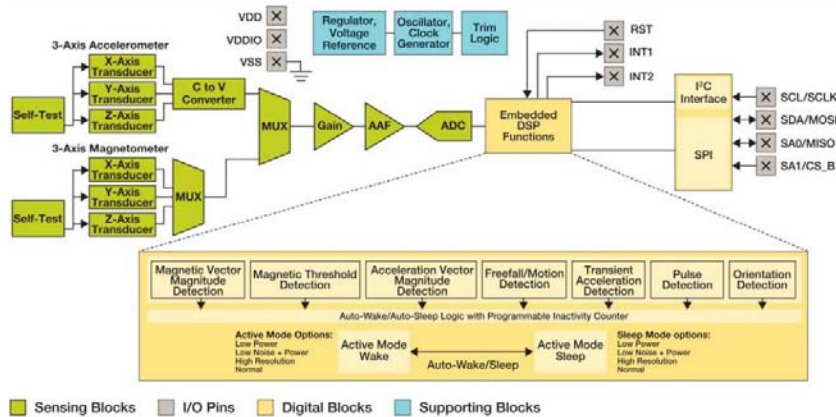 VDD
VDDIO
VSS
Regulator,
Voltage
Reference
Oscillator,
Clock
Generator
Trim
Logic
RST
INT1
INT2
3-Axis Accelerometer
Self-Test
X-Axis
Transducer
Y-Axis
Transducer
Z-Axis
Transducer
C to V
Converter
MUX
Gain
AAF
ADC
Embedded
DSP
Functions
I²C
Interface
SPI
SCL/SCLK
SDA/MOSI
SA0/MISO
SA1/CS_B
3-Axis Magnetometer
Self-Test
X-Axis
Transducer
Y-Axis
Transducer
Z-Axis
Transducer
MUX
Magnetic Vector
Magnitude
Detection
Magnetic Threshold
Detection
Acceleration Vector
Magnitude
Detection
Freefall/Motion
Detection
Transient
Acceleration
Detection
Pulse
Detection
Orientation
Detection
Auto-Wake/Auto-Sleep Logic with Programmable Inactivity Counter
Active Mode Options:
Low Power
Low Noise + Power
High Resolution
Normal
Active Mode
Wake
Auto-Wake/Sleep
Active Mode
Sleep
Sleep Mode options:
Low Power
Low Noise + Power
High Resolution
Normal
Sensing Blocks
I/O Pins
Digital Blocks
Supporting Blocks